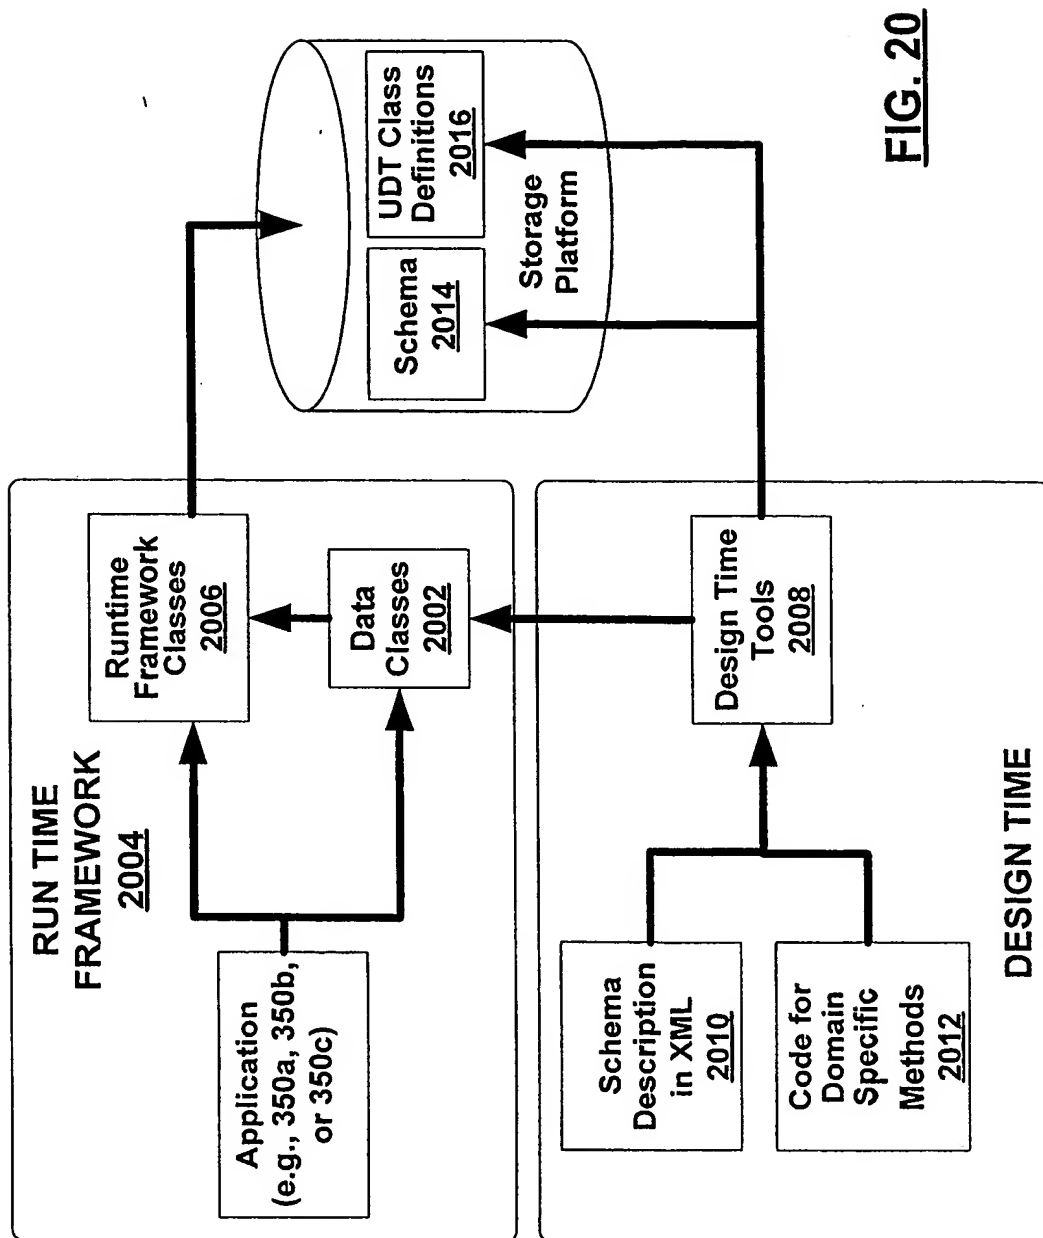 RUN TIME
FRAMEWORK
2004
Application
(e.g., 350a, 350b,
or 350c)
Runtime
Framework
Classes
2006
Data
Classes
2002
Schema
2014
UDT Class
Definitions
2016
Storage
Platform
Schema
Description
in XML
2010
Code for
Domain
Specific
Methods
2012
Design Time
Tools
2008
DESIGN TIME
FIG. 20